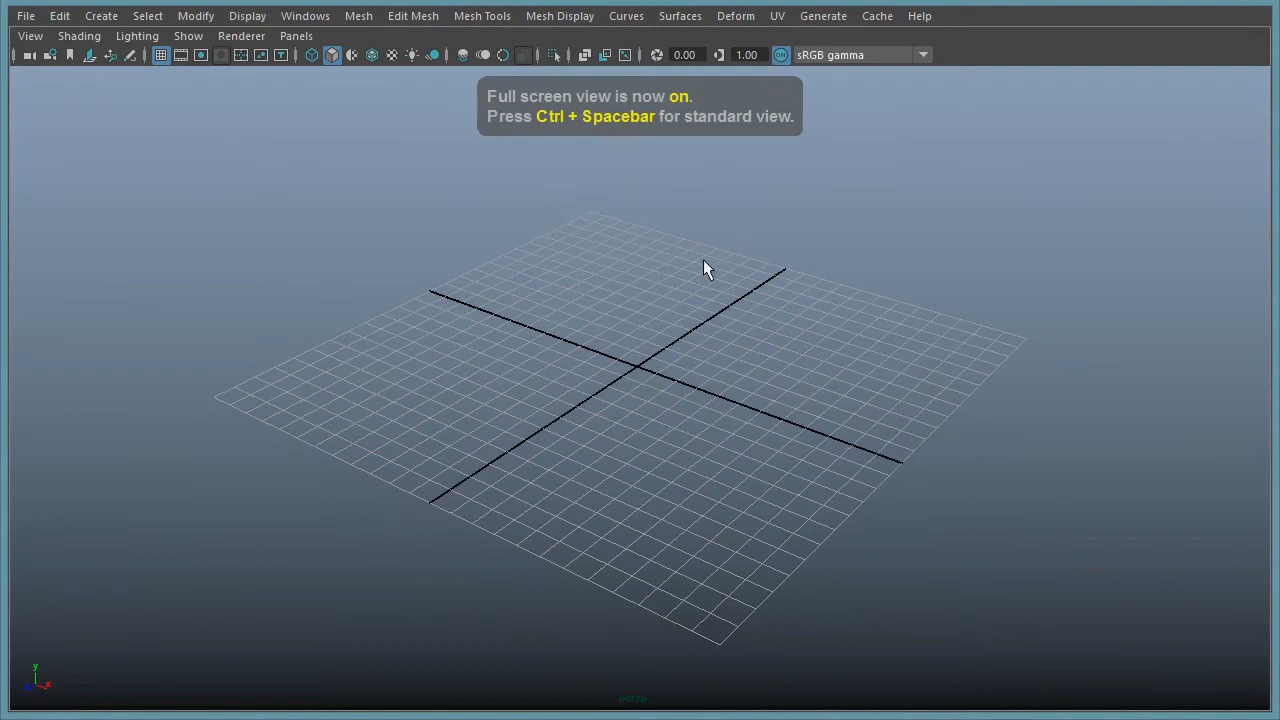 File Edit Create Select Modify Display Windows Mesh Edit Mesh Mesh Tools Mesh Display Curves Surfaces Deform UV Generate Cache Help
View Shading Lighting Show Renderer Panels
0.00 1.00 ON sRGB gamma
Full screen view is now on.
Press Ctrl + Spacebar for standard view.
y
x
persp